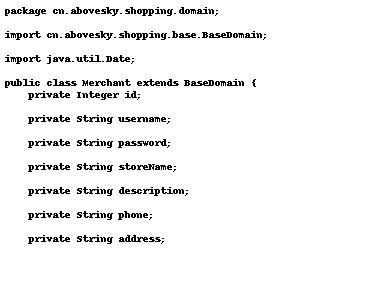 package cn.abovesky.shopping.domain;
import cn.abovesky.shopping.base.BaseDomain;
import java.util.Date;
public class Merchant extends BaseDomain {
    private Integer id;
    private String username;
    private String password;
    private String storeName;
    private String description;
    private String phone;
    private String address;